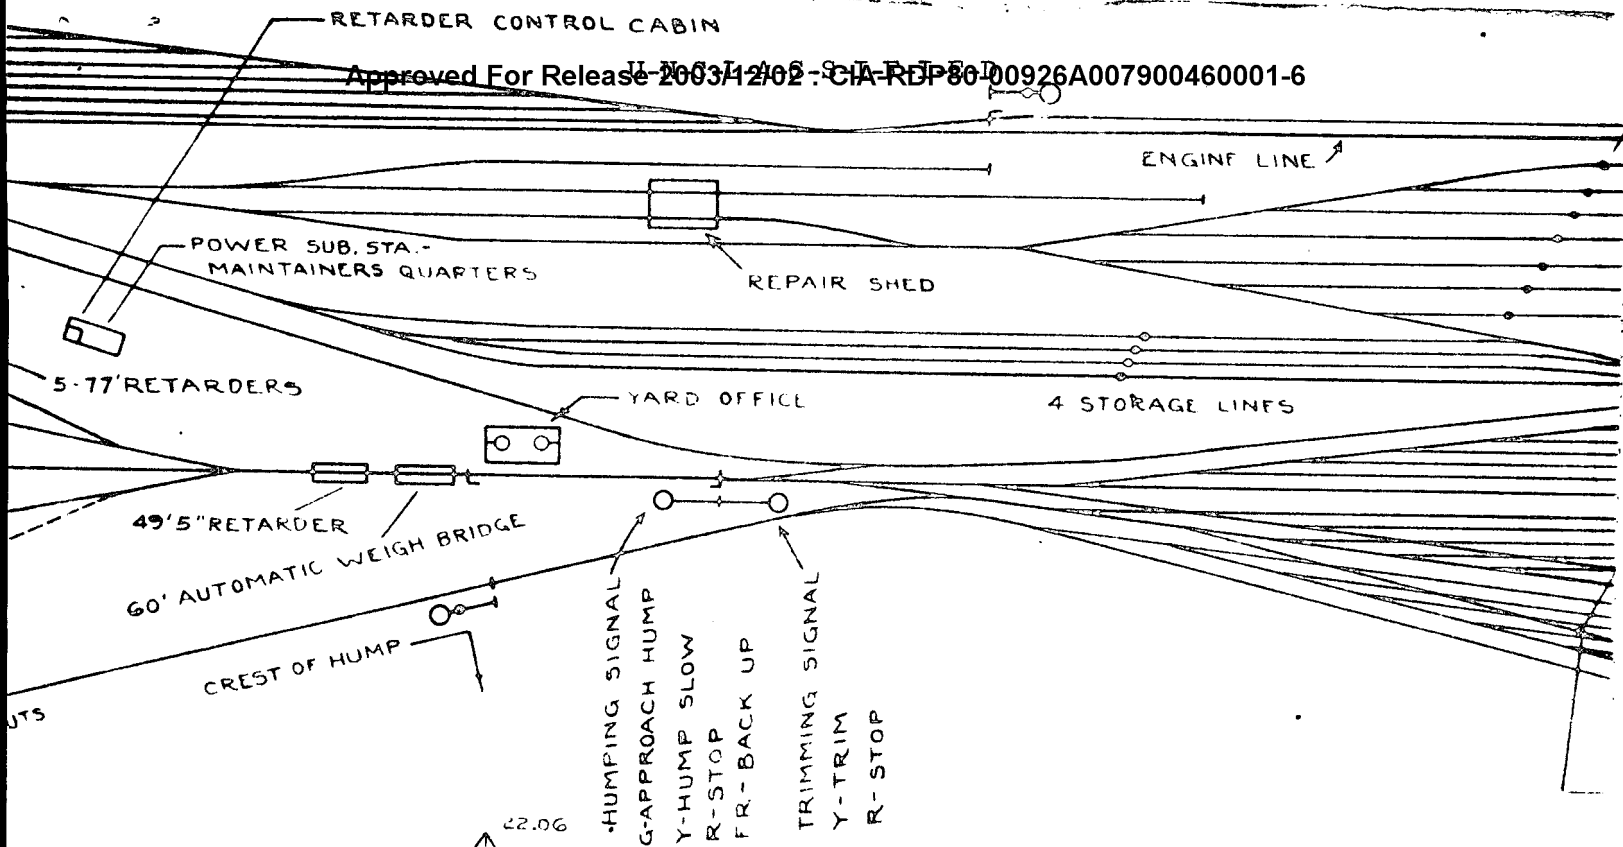 RETARDER CONTROL CABIN
U-N-C-L-A-S-S-I-F-I-E-D
Approved For Release 2003/12/02 : CIA-RDP80-00926A007900460001-6
ENGINE LINE
POWER SUB. STA.-
MAINTAINERS QUARTERS
REPAIR SHED
5-77' RETARDERS
YARD OFFICE
4 STORAGE LINES
49'5" RETARDER
60' AUTOMATIC WEIGH BRIDGE
CREST OF HUMP
UTS
HUMPING SIGNAL
G-APPROACH HUMP
Y-HUMP SLOW
R-STOP
FR.-BACK UP
TRIMMING SIGNAL
Y-TRIM
R-STOP
22.06